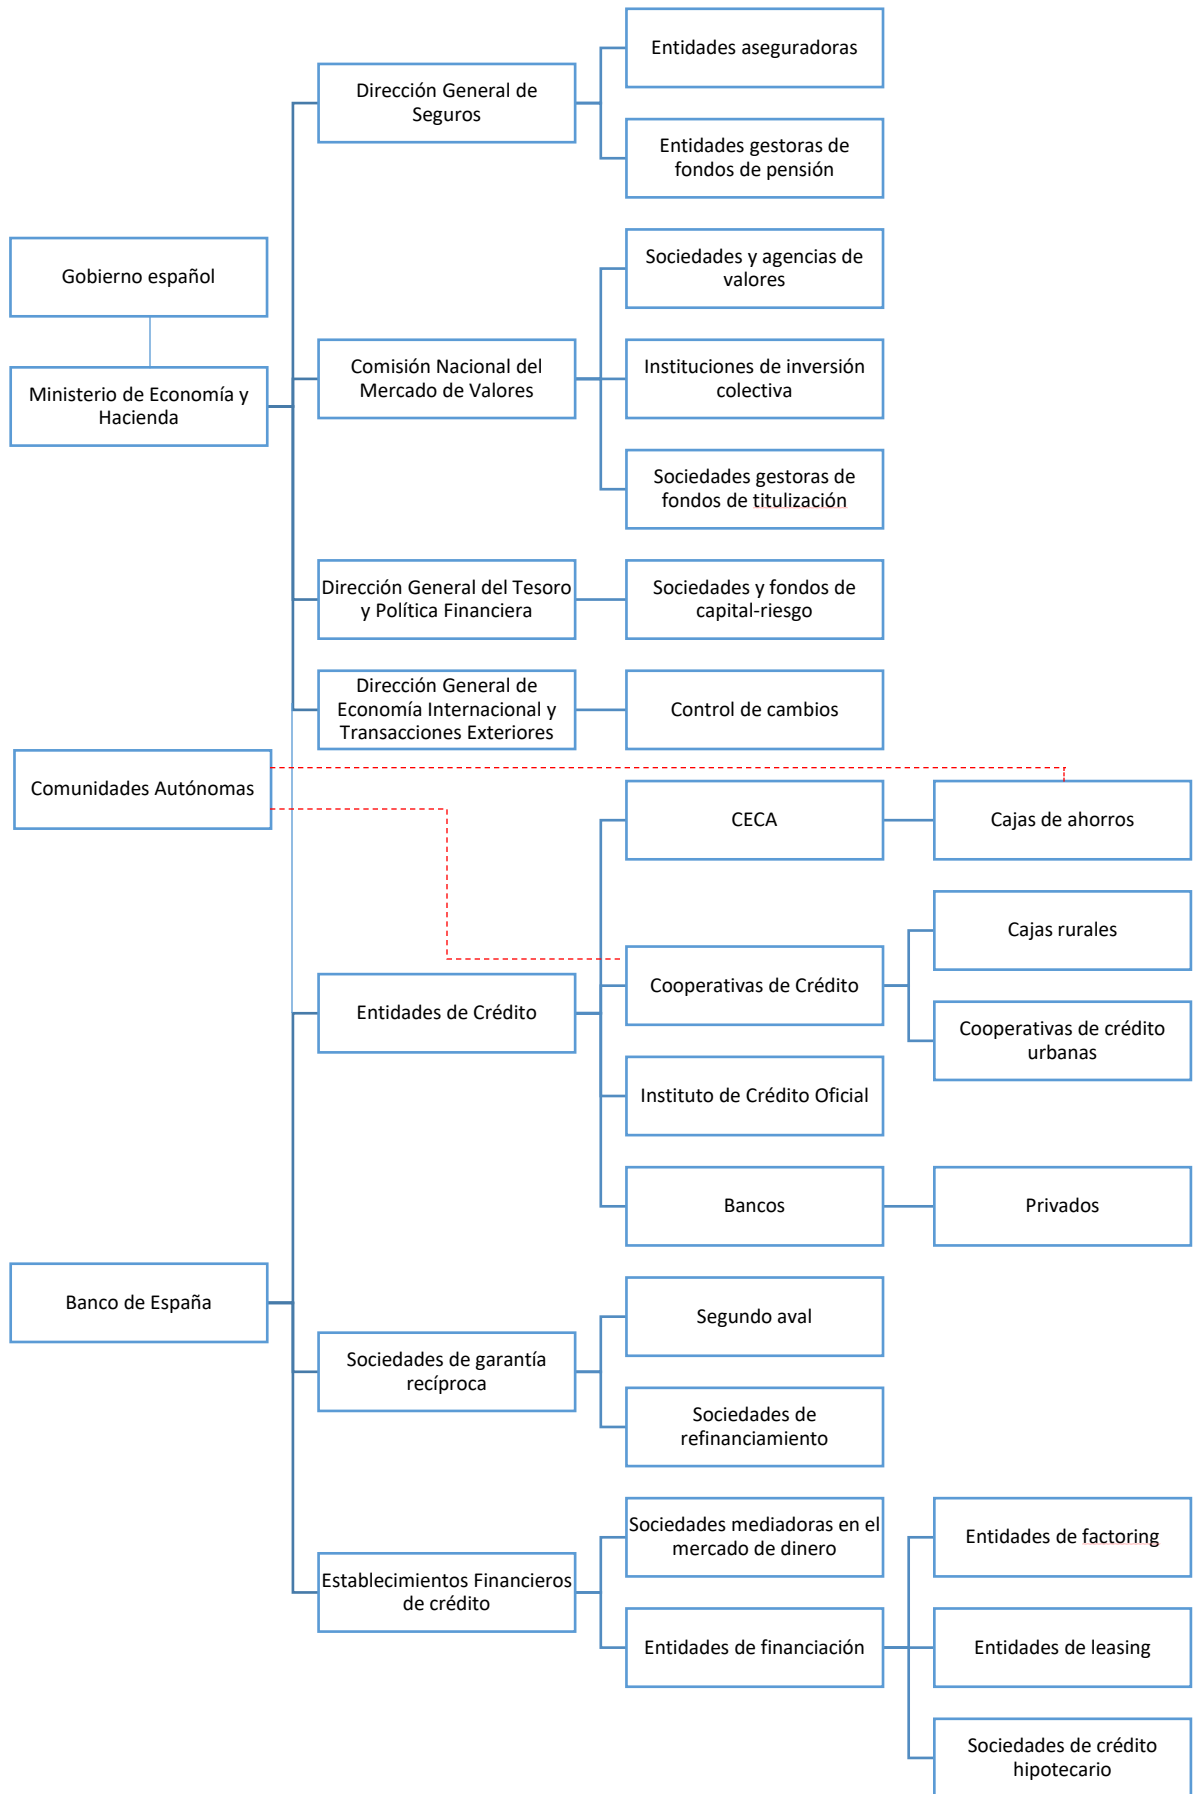 Entidades aseguradoras
Dirección General de
Seguros
Entidades gestoras de
fondos de pensión
Gobierno español
Sociedades y agencias de
valores
Ministerio de Economía y
Hacienda
Comisión Nacional del
Mercado de Valores
Instituciones de inversión
colectiva
Sociedades gestoras de
fondos de titulización
Dirección General del Tesoro
y Política Financiera
Sociedades y fondos de
capital-riesgo
Dirección General de
Economía Internacional y
Transacciones Exteriores
Control de cambios
Comunidades Autónomas
CECA
Cajas de ahorros
Cajas rurales
Cooperativas de Crédito
Entidades de Crédito
Cooperativas de crédito
urbanas
Instituto de Crédito Oficial
Bancos
Privados
Banco de España
Segundo aval
Sociedades de garantía
recíproca
Sociedades de
refinanciamiento
Sociedades mediadoras en el
mercado de dinero
Entidades de factoring
Establecimientos Financieros
de crédito
Entidades de financiación
Entidades de leasing
Sociedades de crédito
hipotecario